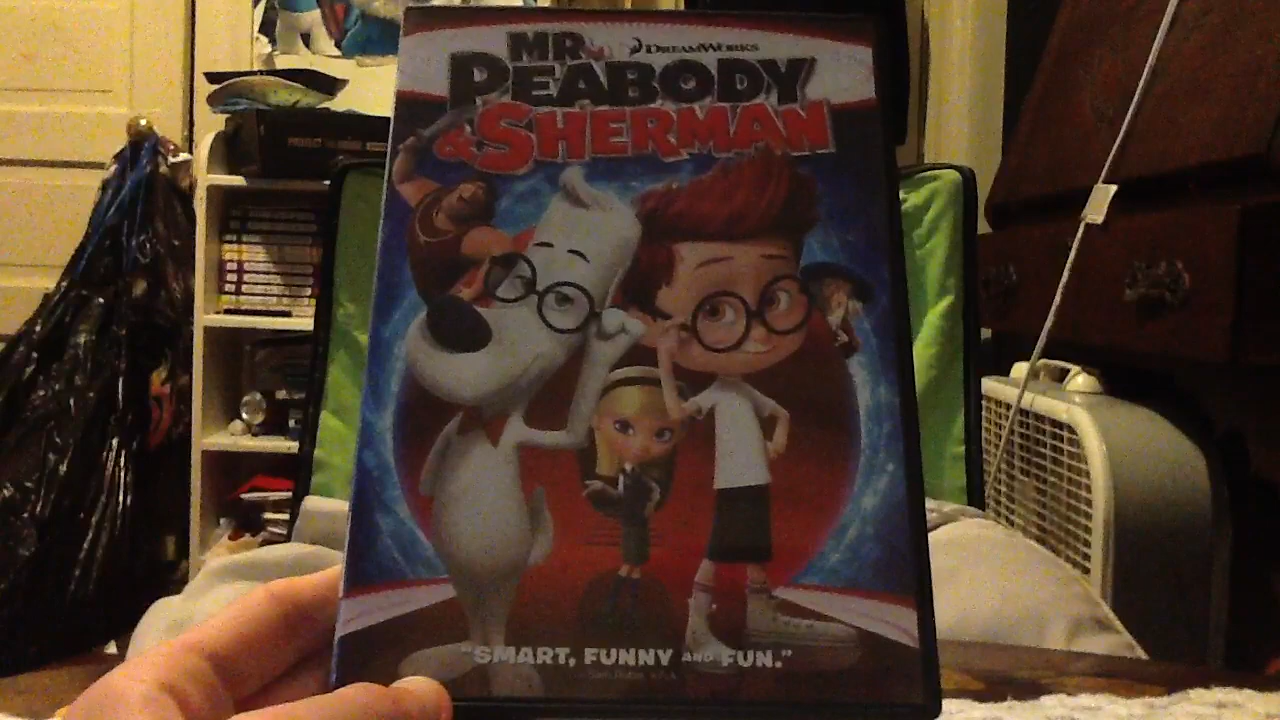 DREAMWORKS
MR.
PEABODY
& SHERMAN
"SMART, FUNNY AND FUN."